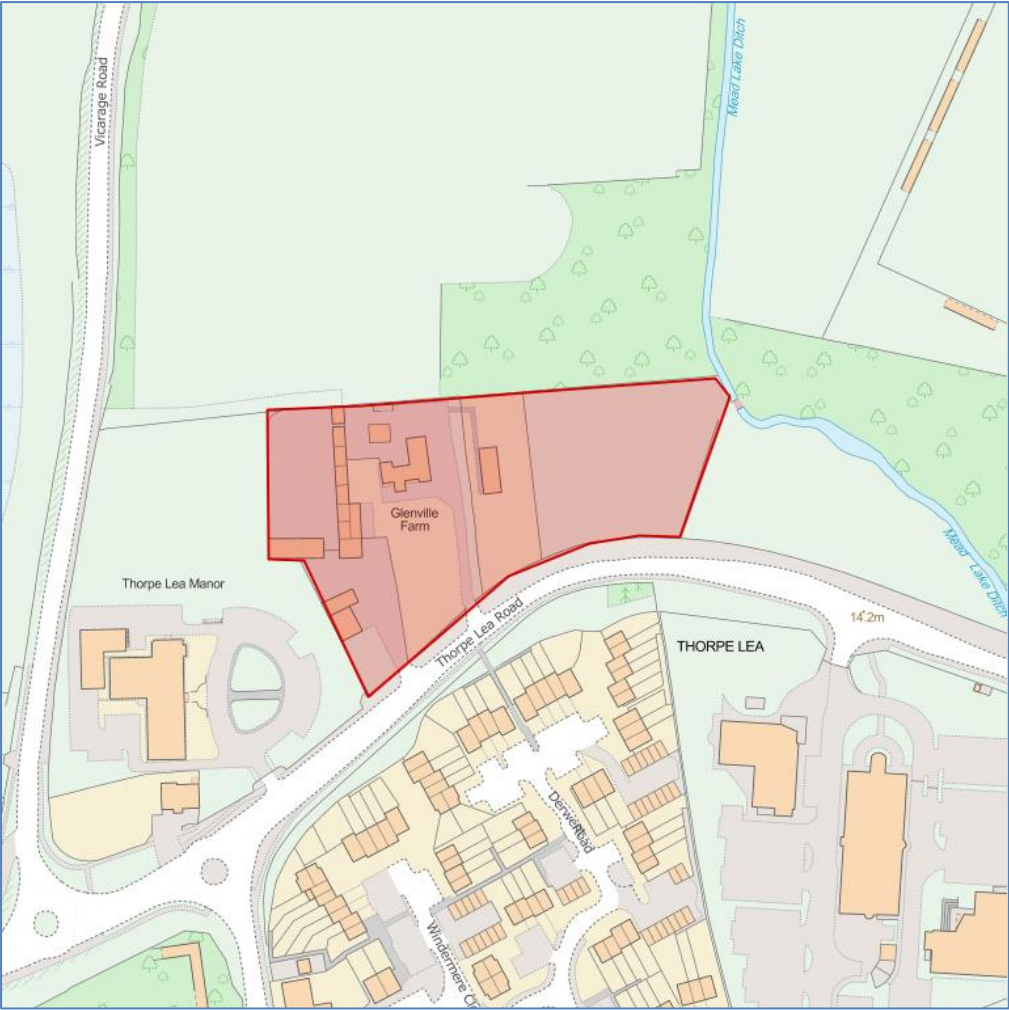 Vicarage Road
Mead Lake Ditch
Glenville
Farm
Thorpe Lea Manor
Mead Lake Ditch
14.2m
Thorpe Lea Road
THORPE LEA
Road
Windermere